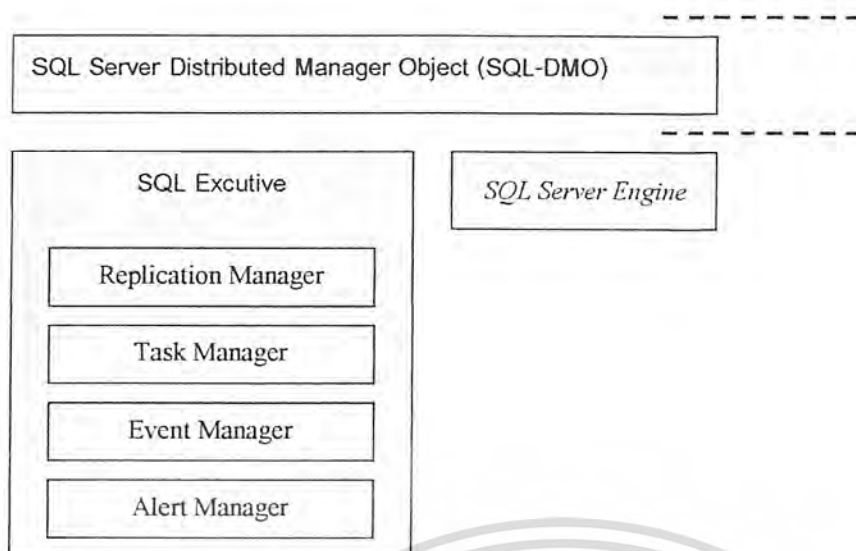 SQL Server Distributed Manager Object (SQL-DMO)
SQL Excutive
SQL Server Engine
Replication Manager
Task Manager
Event Manager
Alert Manager